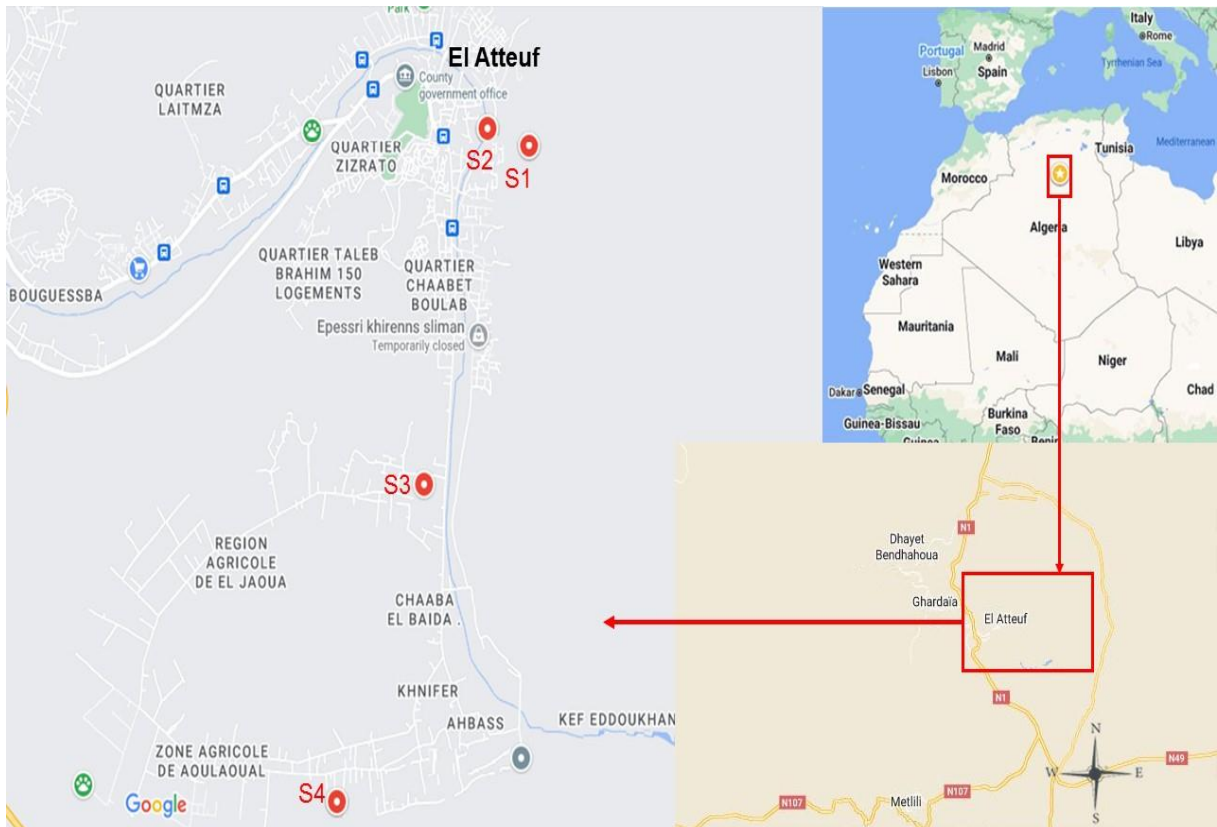 Park
El Atteuf
County
government office
QUARTIER
LAITMZA
QUARTIER
ZIZRATO
S2
S1
QUARTIER TALEB
BRAHIM 150
LOGEMENTS
QUARTIER
CHAABET
BOULAB
BOUGUESSBA
Epessri khirenns sliman
Temporarily closed
S3
REGION
AGRICOLE
DE EL JAOUA
CHAABA
EL BAIDA .
KHNIFER
AHBASS
KEF EDDOUKHAN
ZONE AGRICOLE
DE AOULAOUAL
S4
Google
Italy
Rome
Portugal
Madrid
Spain
Lisbon
Tyrrhenian Sea
Tunisia
Mediterranean
Morocco
Algeria
Libya
Western
Sahara
Mauritania
Mali
Niger
Chad
Dakar
Senegal
Burkina
Faso
Guinea-Bissau
Guinea
Benin
N1
Dhayet
Bendhahoua
Ghardaïa
El Atteuf
N1
N
W
E
S
N49
N107
Metlili
N107